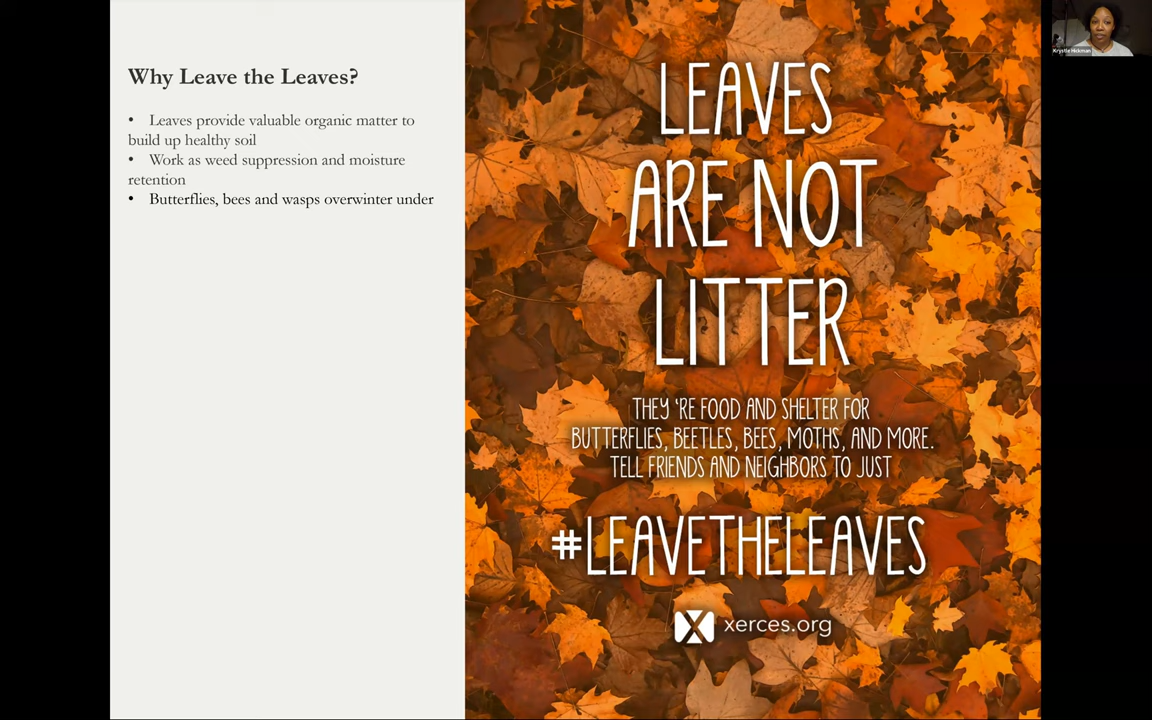 Why Leave the Leaves?
• Leaves provide valuable organic matter to
build up healthy soil
• Work as weed suppression and moisture
retention
• Butterflies, bees and wasps overwinter under
LEAVES
ARE NOT
LITTER
THEY 'RE FOOD AND SHELTER FOR
BUTTERFLIES, BEETLES, BEES, MOTHS, AND MORE.
TELL FRIENDS AND NEIGHBORS TO JUST
#LEAVETHELEAVES
xerces.org
Krystle Hickman